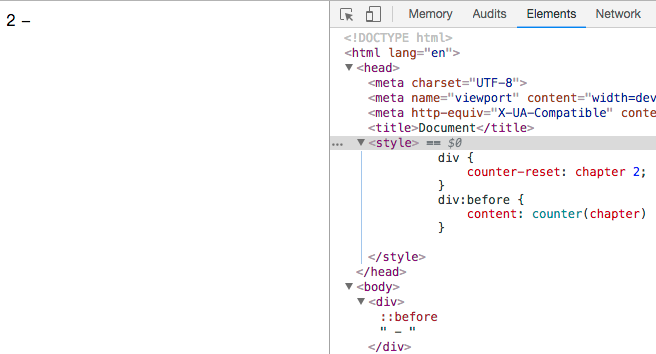 2 –
Memory Audits Elements Network
<!DOCTYPE html>
<html lang="en">
<head>
<meta charset="UTF-8">
<meta name="viewport" content="width=dev
<meta http-equiv="X-UA-Compatible" conte
<title>Document</title>
... <style> == $0
div {
counter-reset: chapter 2;
}
div:before {
content: counter(chapter)
}
</style>
</head>
<body>
<div>
::before
" – "
</div>